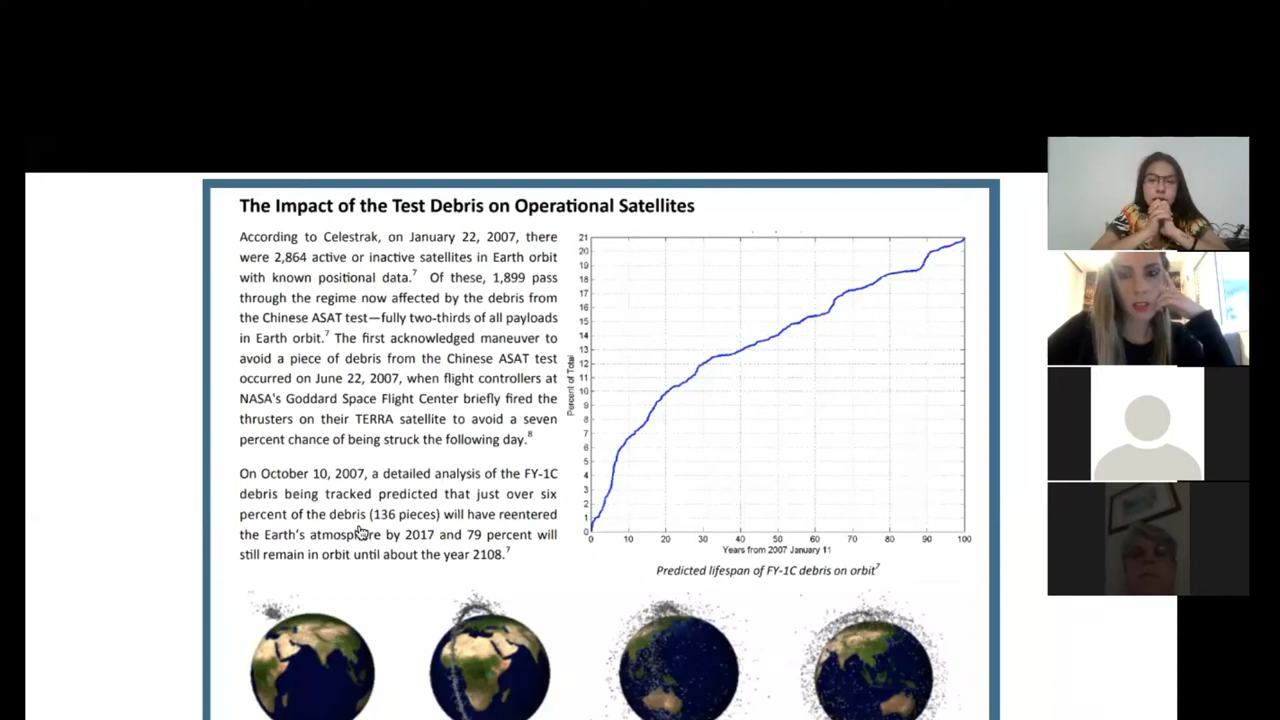 The Impact of the Test Debris on Operational Satellites
According to Celestrak, on January 22, 2007, there
were 2,864 active or inactive satellites in Earth orbit
with known positional data.7 Of these, 1,899 pass
through the regime now affected by the debris from
the Chinese ASAT test—fully two-thirds of all payloads
in Earth orbit.7 The first acknowledged maneuver to
avoid a piece of debris from the Chinese ASAT test
occurred on June 22, 2007, when flight controllers at
NASA's Goddard Space Flight Center briefly fired the
thrusters on their TERRA satellite to avoid a seven
percent chance of being struck the following day.8
On October 10, 2007, a detailed analysis of the FY-1C
debris being tracked predicted that just over six
percent of the debris (136 pieces) will have reentered
the Earth's atmosphere by 2017 and 79 percent will
still remain in orbit until about the year 2108.7
21
20
19
18
17
16
15
14
13
12
11
10
9
8
7
6
5
4
3
2
1
0
Percent of Total
0 10 20 30 40 50 60 70 80 90 100
Years from 2007 January 11
Predicted lifespan of FY-1C debris on orbit7